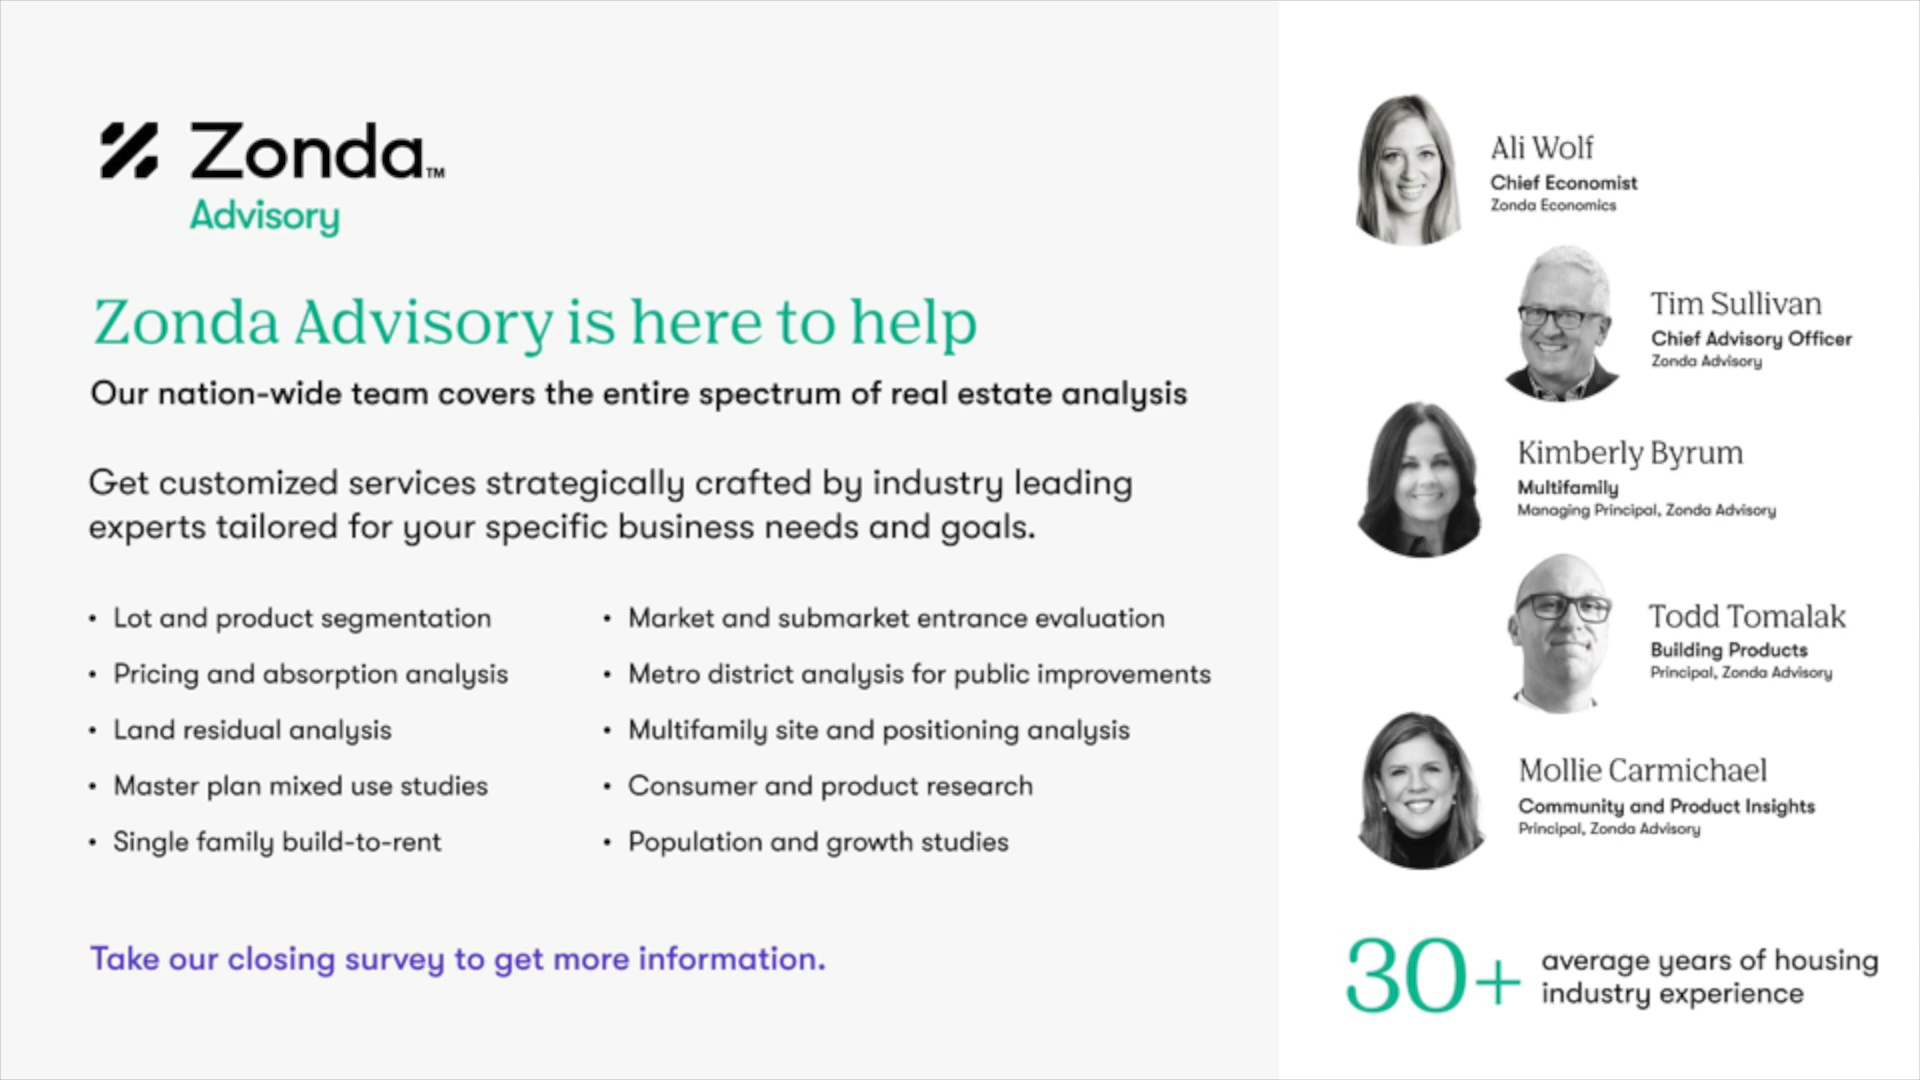 Zonda™
Advisory
Zonda Advisory is here to help
Our nation-wide team covers the entire spectrum of real estate analysis
Get customized services strategically crafted by industry leading
experts tailored for your specific business needs and goals.
• Lot and product segmentation
• Pricing and absorption analysis
• Land residual analysis
• Master plan mixed use studies
• Single family build-to-rent
• Market and submarket entrance evaluation
• Metro district analysis for public improvements
• Multifamily site and positioning analysis
• Consumer and product research
• Population and growth studies
Take our closing survey to get more information.
Ali Wolf
Chief Economist
Zonda Economics
Tim Sullivan
Chief Advisory Officer
Zonda Advisory
Kimberly Byrum
Multifamily
Managing Principal, Zonda Advisory
Todd Tomalak
Building Products
Principal, Zonda Advisory
Mollie Carmichael
Community and Product Insights
Principal, Zonda Advisory
30+
average years of housing
industry experience